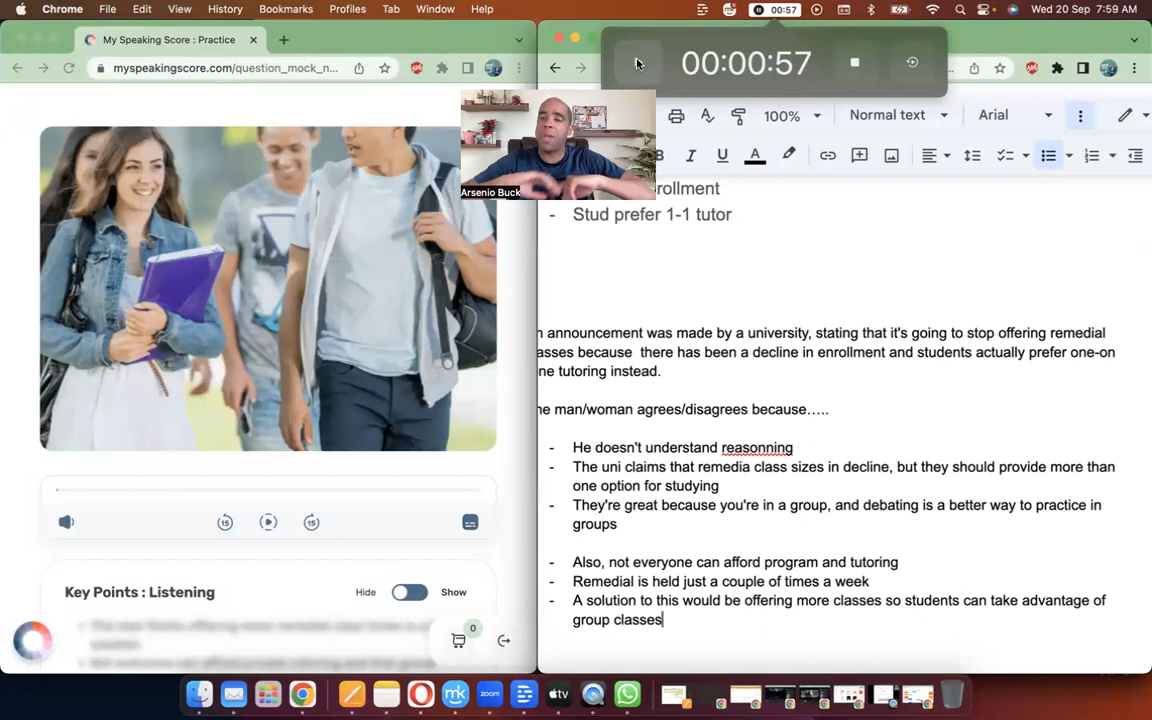 Chrome File Edit View History Bookmarks Profiles Tab Window Help
00:57
Wed 20 Sep 7:59 AM
My Speaking Score : Practice
00:00:57
myspeakingscore.com/question_mock_n...
100% Normal text Arial
B I U A
Arsenio Buck
enrollment
- Stud prefer 1-1 tutor
announcement was made by a university, stating that it's going to stop offering remedial
because there has been a decline in enrollment and students actually prefer one-on
tutoring instead.
man/woman agrees/disagrees because…..
- He doesn't understand reasonning
- The uni claims that remedia class sizes in decline, but they should provide more than
one option for studying
- They're great because you're in a group, and debating is a better way to practice in
groups
- Also, not everyone can afford program and tutoring
- Remedial is held just a couple of times a week
- A solution to this would be offering more classes so students can take advantage of
group classes
15 15
Key Points : Listening
Hide Show
0
zoom
tv